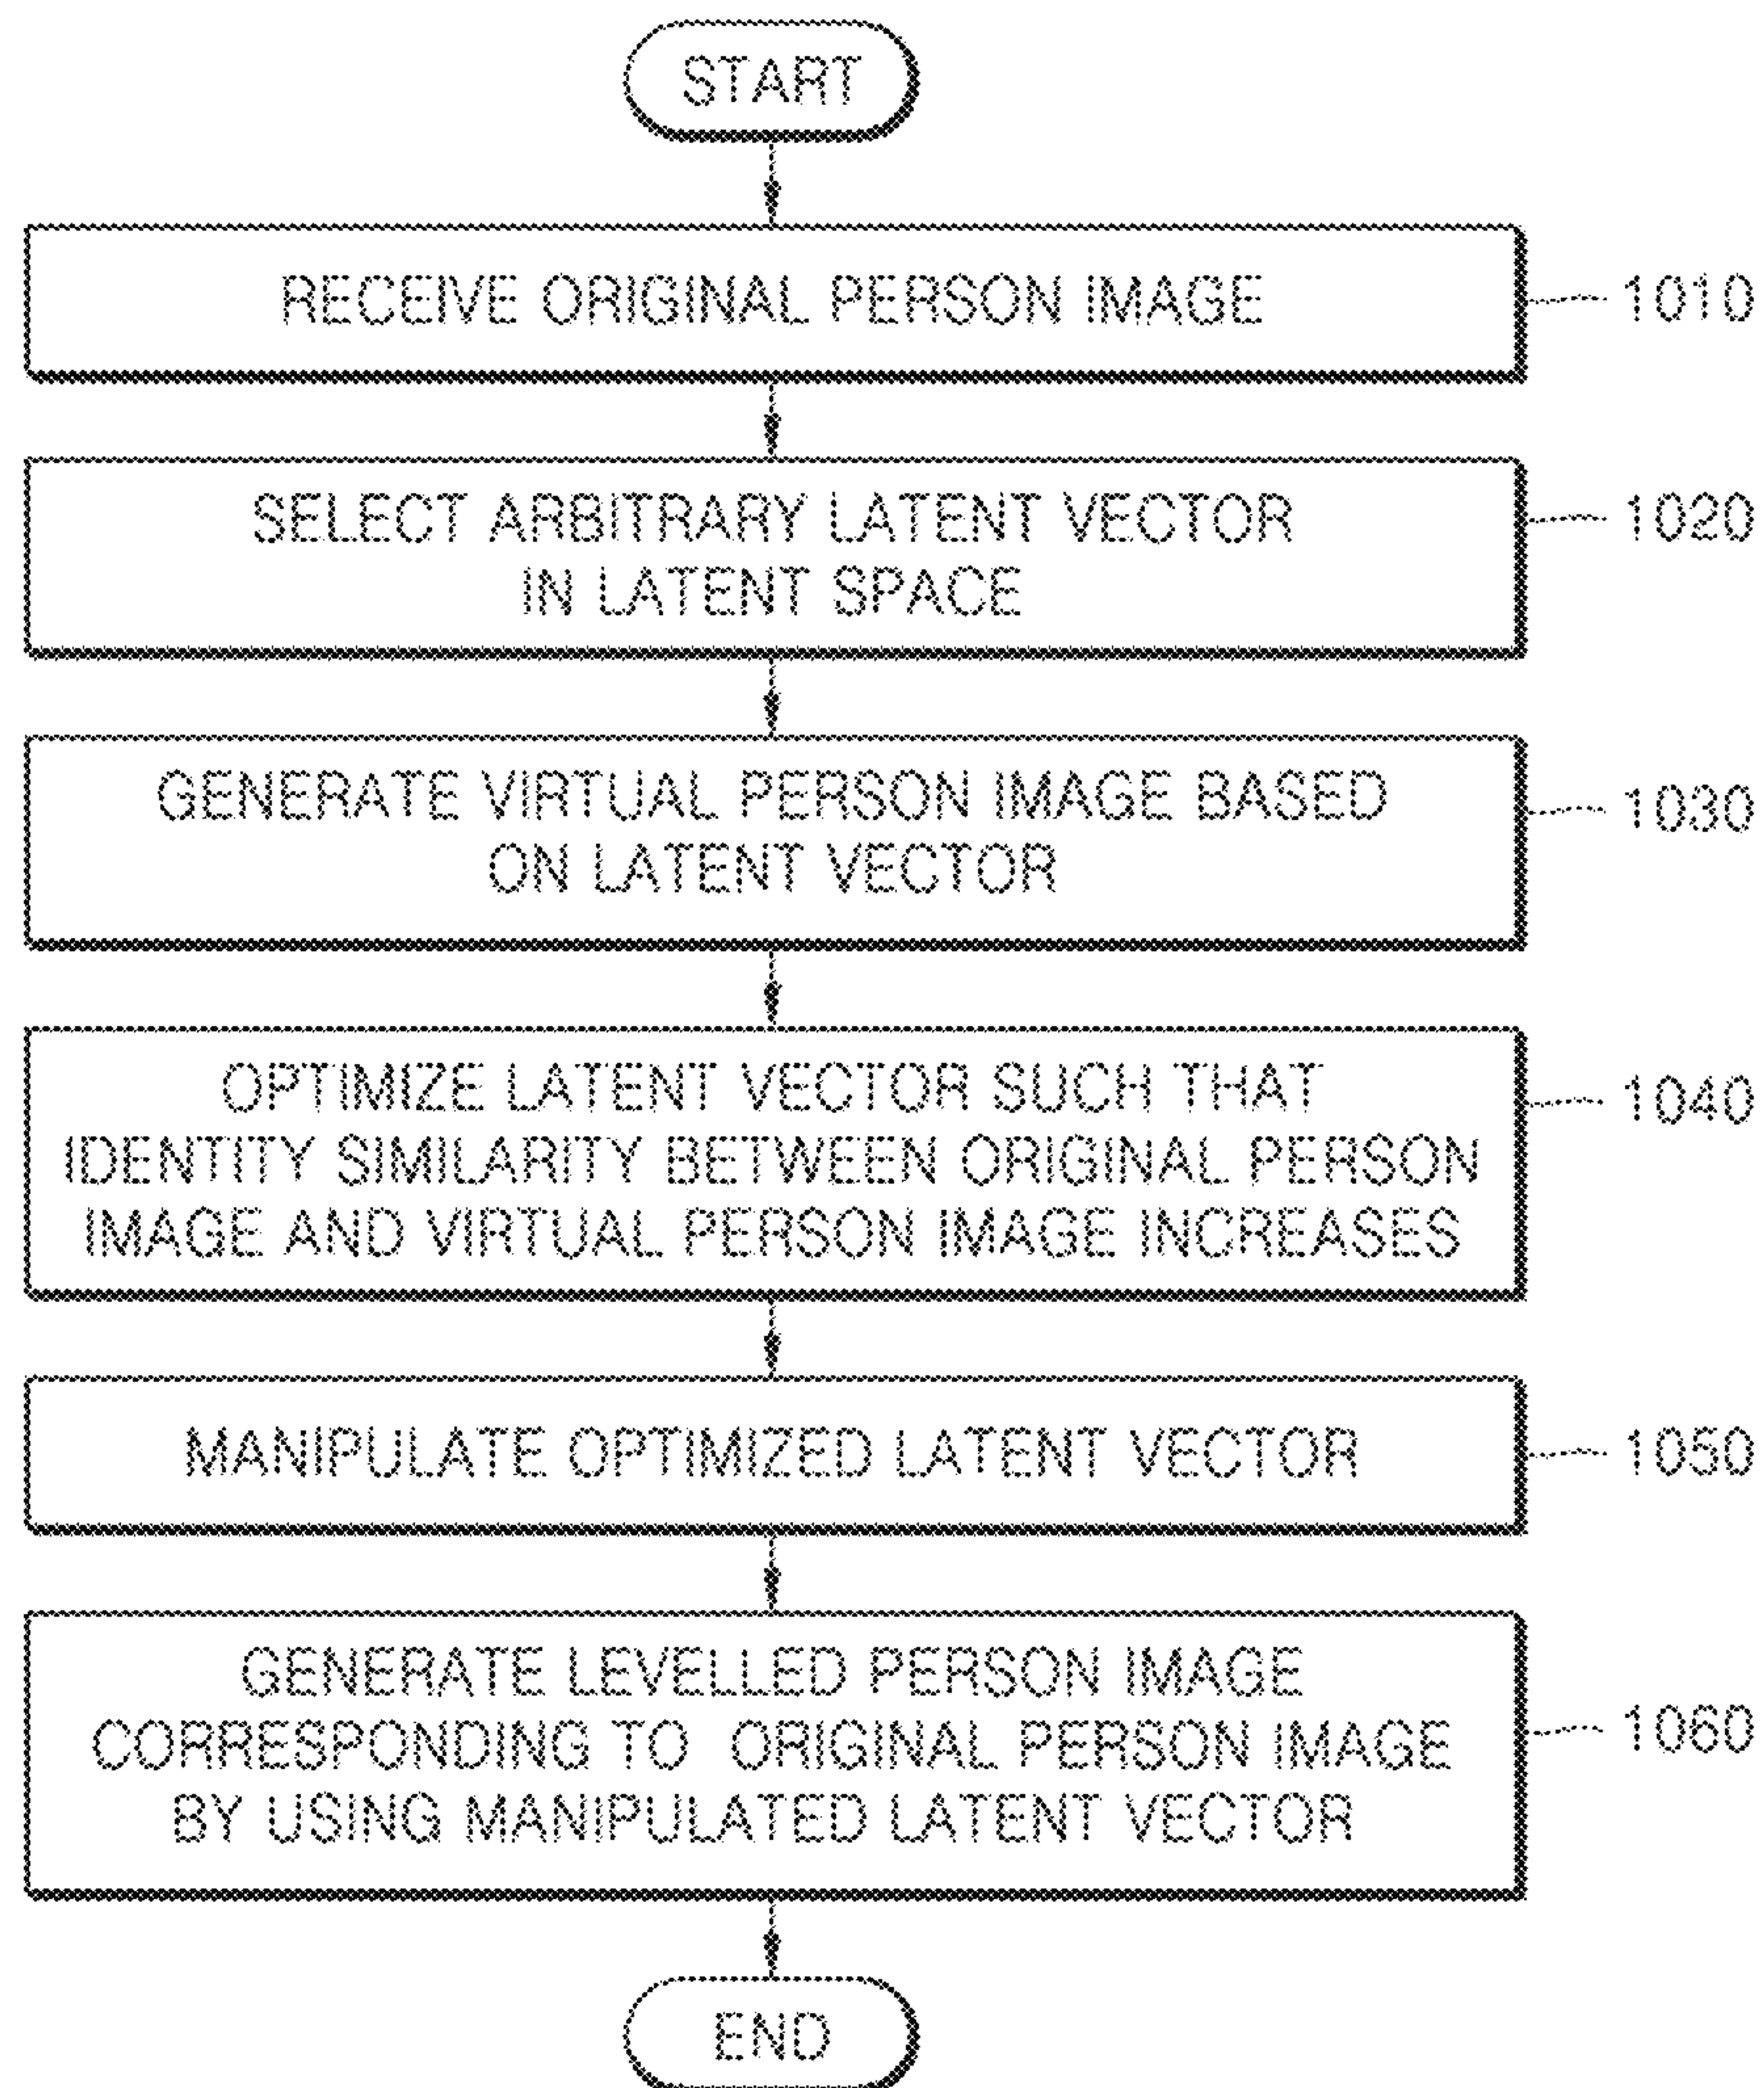 START
RECEIVE ORIGINAL PERSON IMAGE
1010
SELECT ARBITRARY LATENT VECTOR
IN LATENT SPACE
1020
GENERATE VIRTUAL PERSON IMAGE BASED
ON LATENT VECTOR
1030
OPTIMIZE LATENT VECTOR SUCH THAT
IDENTITY SIMILARITY BETWEEN ORIGINAL PERSON
IMAGE AND VIRTUAL PERSON IMAGE INCREASES
1040
MANIPULATE OPTIMIZED LATENT VECTOR
1050
GENERATE LEVELLED PERSON IMAGE
CORRESPONDING TO ORIGINAL PERSON IMAGE
BY USING MANIPULATED LATENT VECTOR
1060
END